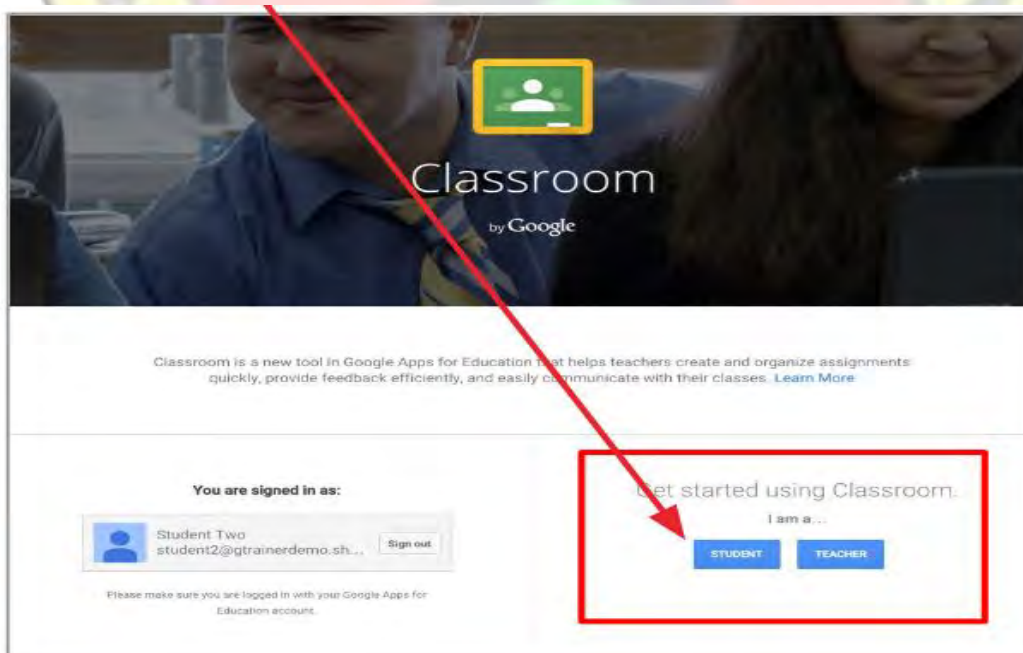 Classroom
by Google
Classroom is a new tool in Google Apps for Education that helps teachers create and organize assignments
quickly, provide feedback efficiently, and easily communicate with their classes. Learn More
You are signed in as:
Student Two
student2@gtrainerdemo.sh...
Sign out
Please make sure you are logged in with your Google Apps for
Education account.
Get started using Classroom.
I am a...
STUDENT
TEACHER